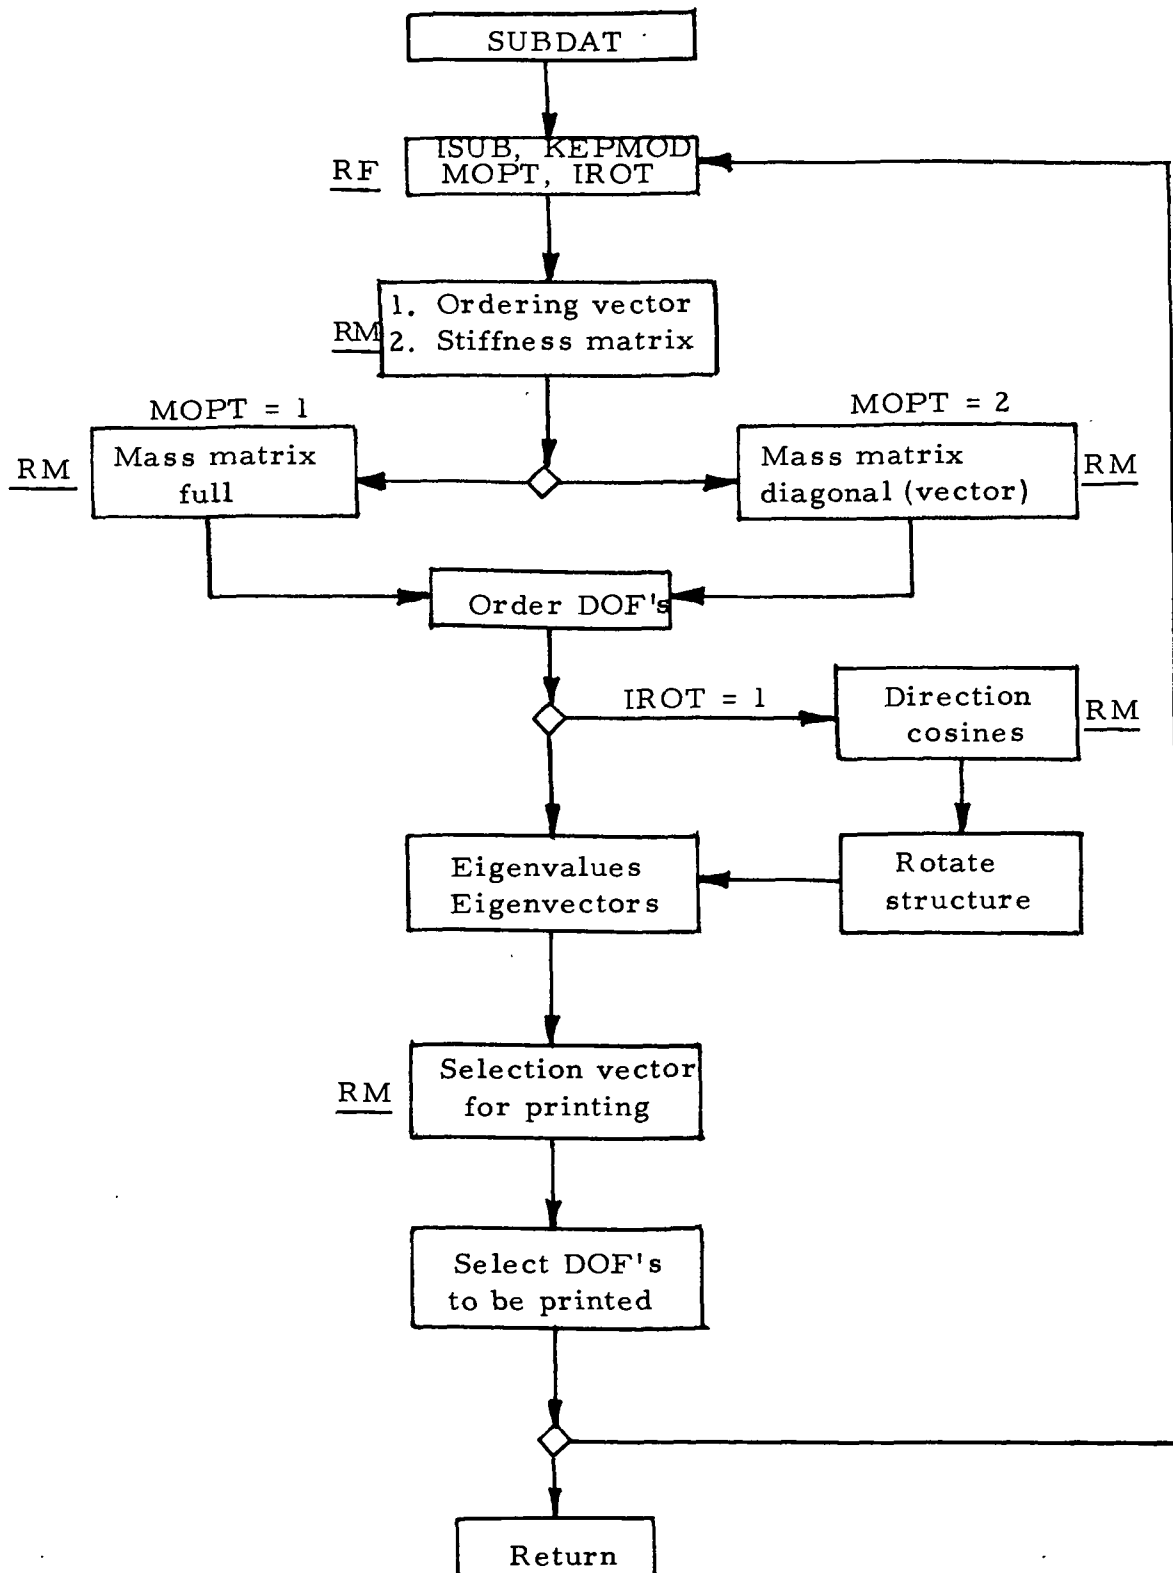 SUBDAT
ISUB, KEPMOD
RF
MOPT, IROT
1. Ordering vector
RM
2. Stiffness matrix
MOPT = 1
MOPT = 2
RM
Mass matrix
full
Mass matrix
diagonal (vector)
RM
Order DOF's
IROT = 1
Direction
cosines
RM
Eigenvalues
Eigenvectors
Rotate
structure
RM
Selection vector
for printing
Select DOF's
to be printed
Return